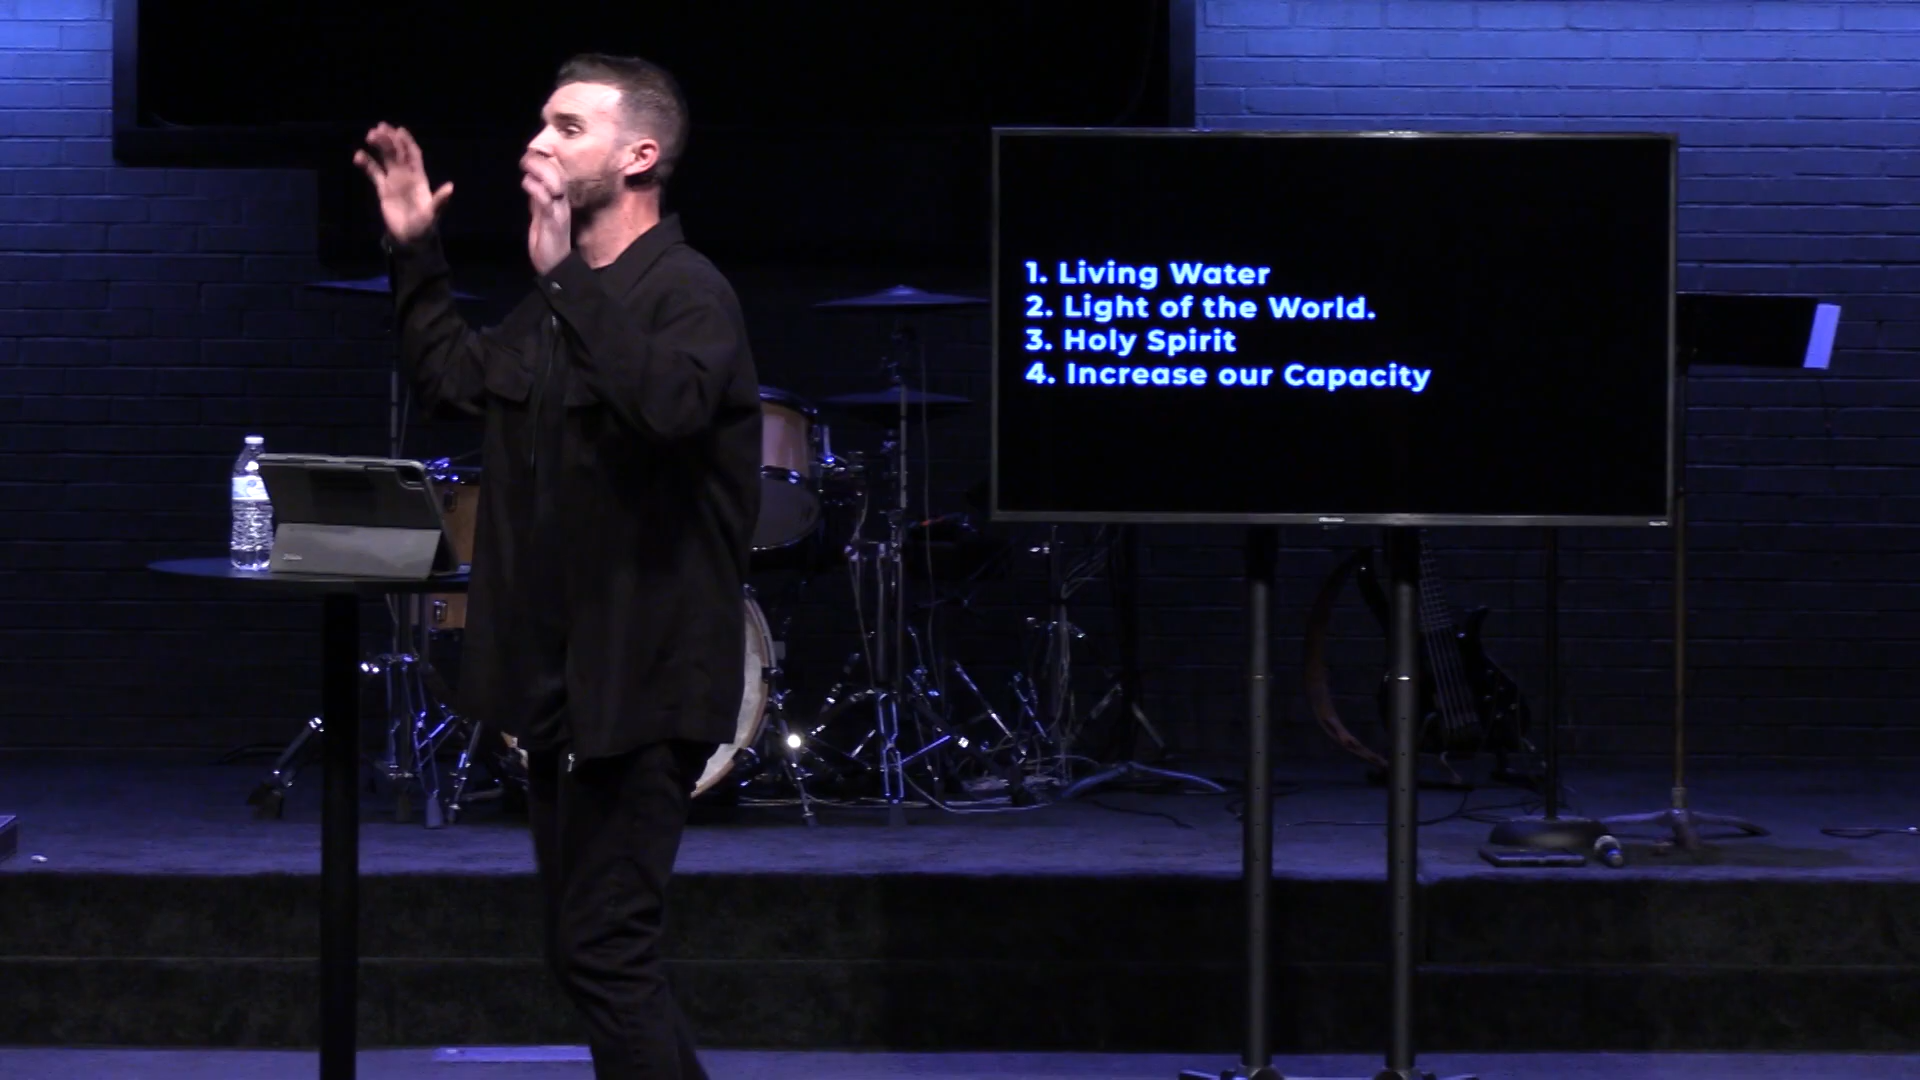 1. Living Water
2. Light of the World.
3. Holy Spirit
4. Increase our Capacity